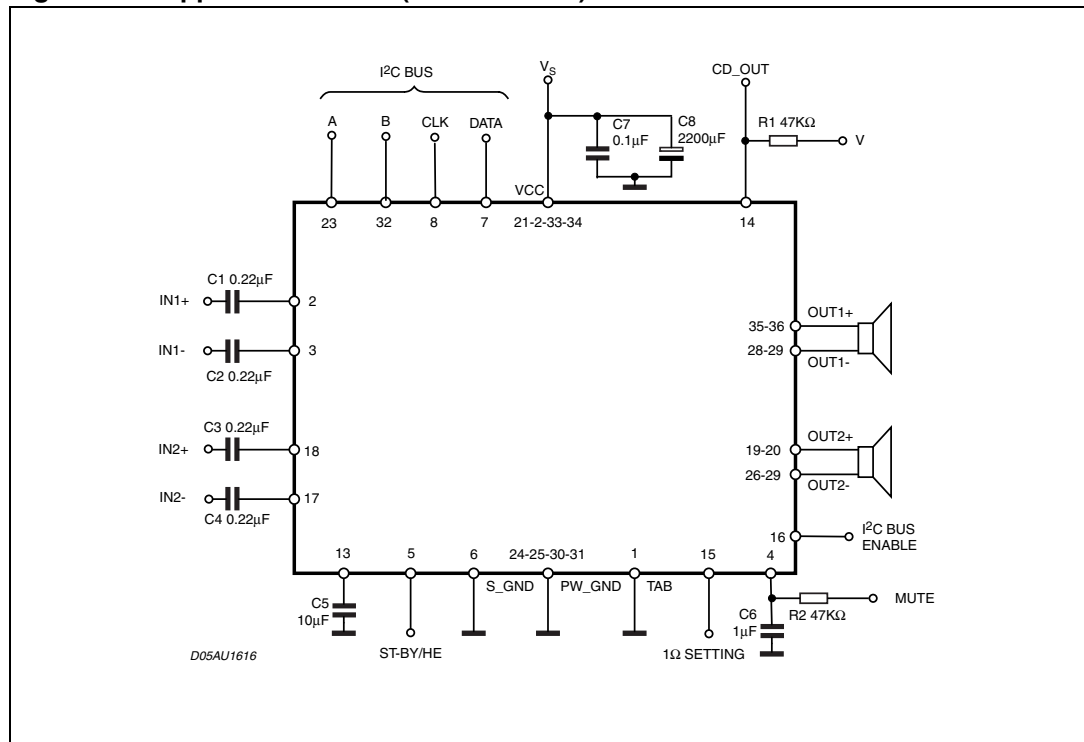 I²C BUS
A
B
CLK
DATA
VS
C7
0.1µF
C8
2200µF
CD_OUT
R1 47KΩ
V
VCC
23
32
8
7
21-2-33-34
14
C1 0.22µF
IN1+
2
IN1-
3
C2 0.22µF
C3 0.22µF
IN2+
18
IN2-
17
C4 0.22µF
35-36
OUT1+
28-29
OUT1-
19-20
OUT2+
26-29
OUT2-
16
I²C BUS
ENABLE
13
5
6
24-25-30-31
1
15
4
S_GND
PW_GND
TAB
C5
10µF
ST-BY/HE
1Ω SETTING
C6
1µF
R2 47KΩ
MUTE
D05AU1616